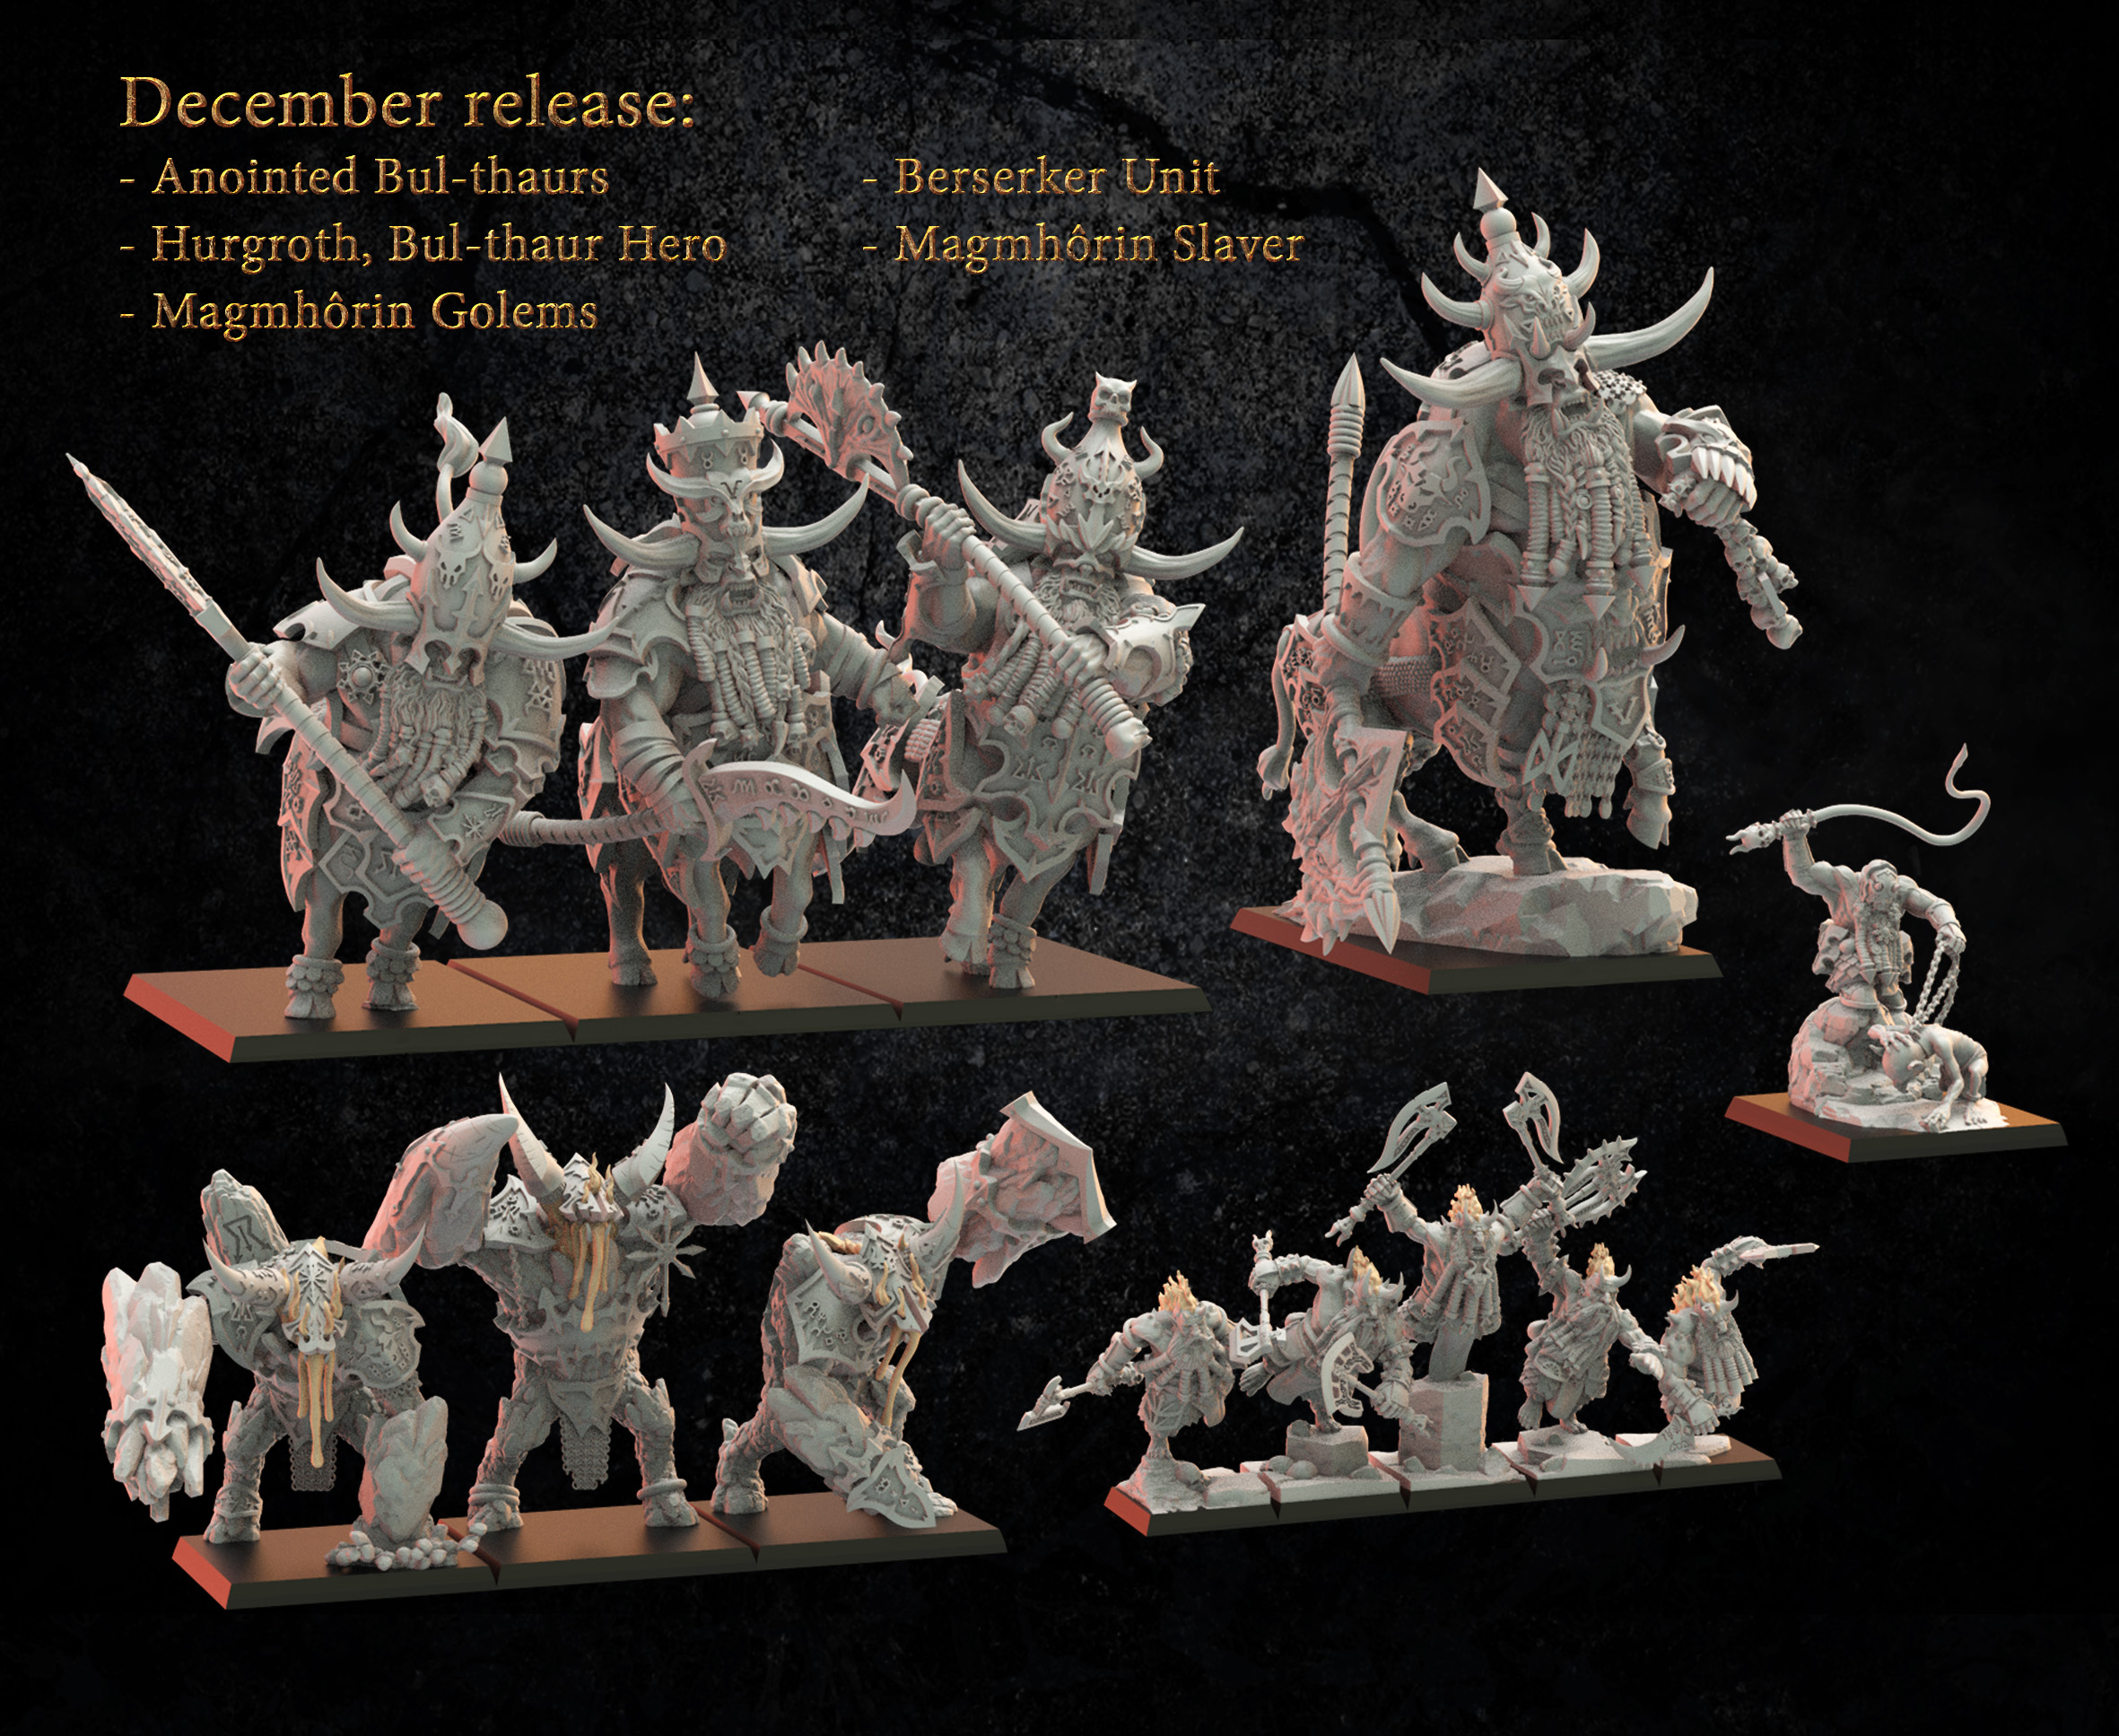 December release:
- Anointed Bul-thaurs
- Hurgroth, Bul-thaur Hero
- Magmhôrin Golems
- Berserker Unit
- Magmhôrin Slaver